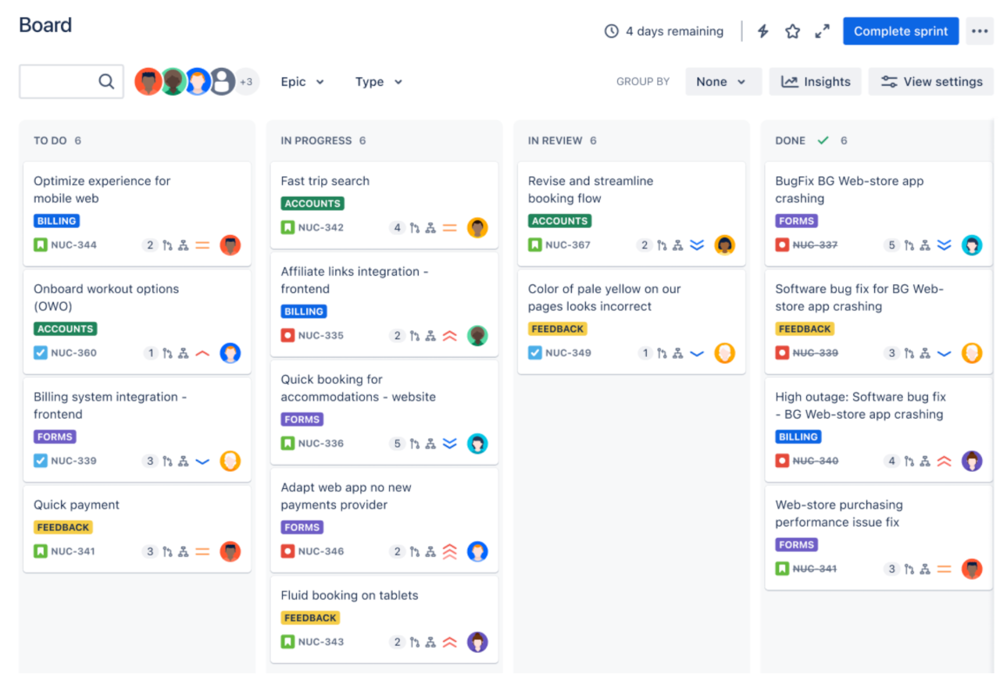 Board
4 days remaining
Complete sprint
+3
Epic
Type
GROUP BY
None
Insights
View settings
TO DO 6
Optimize experience for
mobile web
BILLING
NUC-344
2
Onboard workout options
(OWO)
ACCOUNTS
NUC-360
1
Billing system integration -
frontend
FORMS
NUC-339
3
Quick payment
FEEDBACK
NUC-341
3
IN PROGRESS 6
Fast trip search
ACCOUNTS
NUC-342
4
Affiliate links integration -
frontend
BILLING
NUC-335
2
Quick booking for
accommodations - website
FORMS
NUC-336
5
Adapt web app no new
payments provider
FORMS
NUC-346
2
Fluid booking on tablets
FEEDBACK
NUC-343
2
IN REVIEW 6
Revise and streamline
booking flow
ACCOUNTS
NUC-367
2
Color of pale yellow on our
pages looks incorrect
FEEDBACK
NUC-349
1
DONE 6
BugFix BG Web-store app
crashing
FORMS
NUC-337
5
Software bug fix for BG Web-
store app crashing
FEEDBACK
NUC-339
3
High outage: Software bug fix
- BG Web-store app crashing
BILLING
NUC-340
4
Web-store purchasing
performance issue fix
FORMS
NUC-341
3